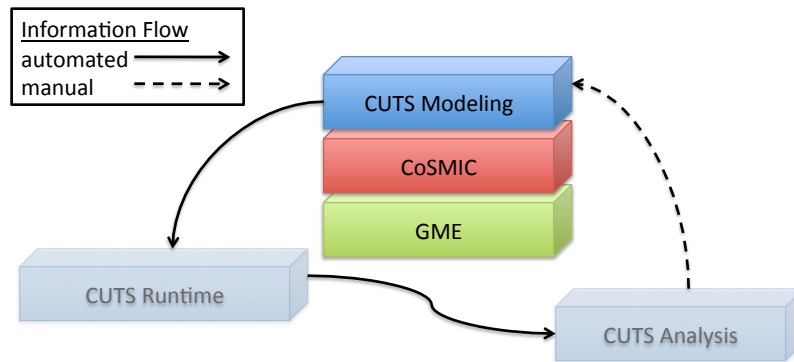 Information Flow
automated
manual
CUTS Modeling
CoSMIC
GME
CUTS Runtime
CUTS Analysis